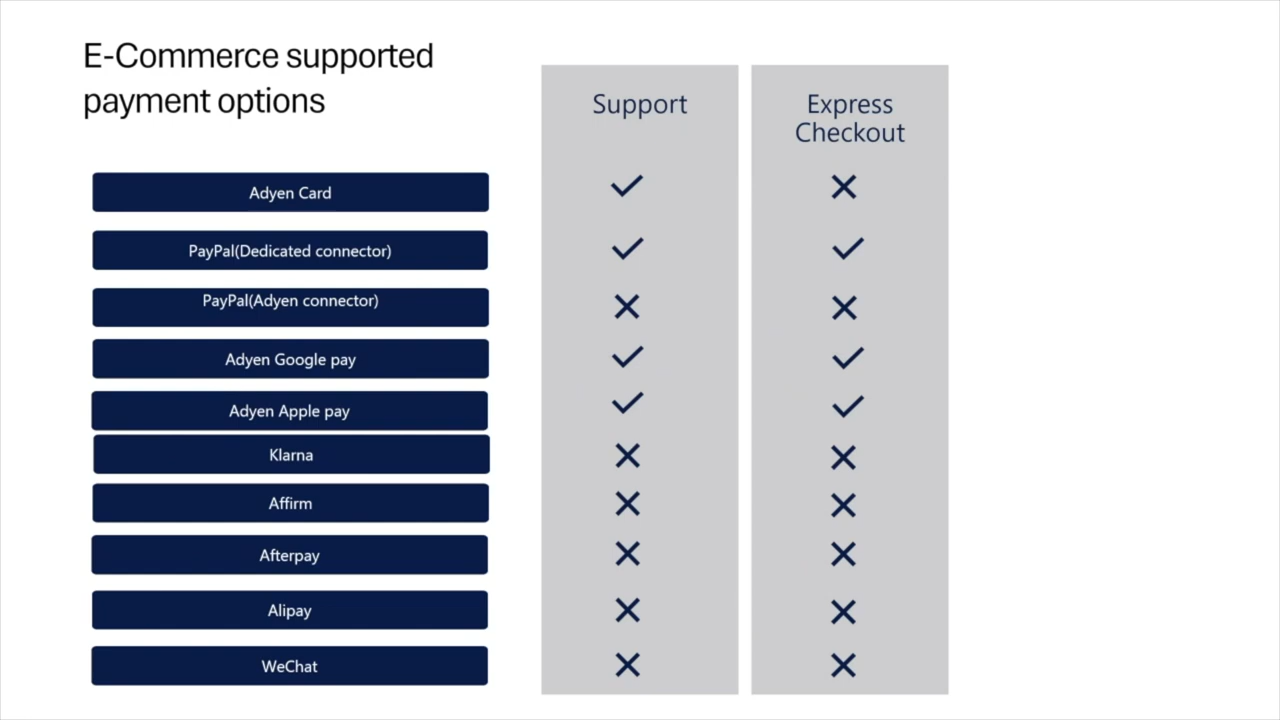 E-Commerce supported
payment options
Support
Express
Checkout
Adyen Card
PayPal(Dedicated connector)
PayPal(Adyen connector)
Adyen Google pay
Adyen Apple pay
Klarna
Affirm
Afterpay
Alipay
WeChat